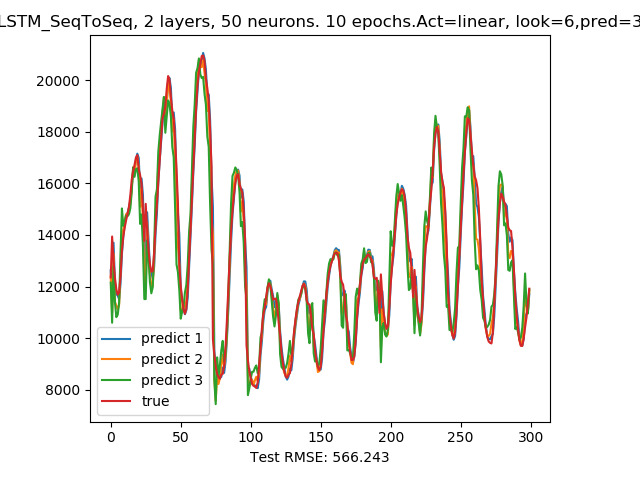 LSTM_SeqToSeq, 2 layers, 50 neurons. 10 epochs.Act=linear, look=6,pred=3
20000
18000
16000
14000
12000
10000
8000
predict 1
predict 2
predict 3
true
0 50 100 150 200 250 300
Test RMSE: 566.243